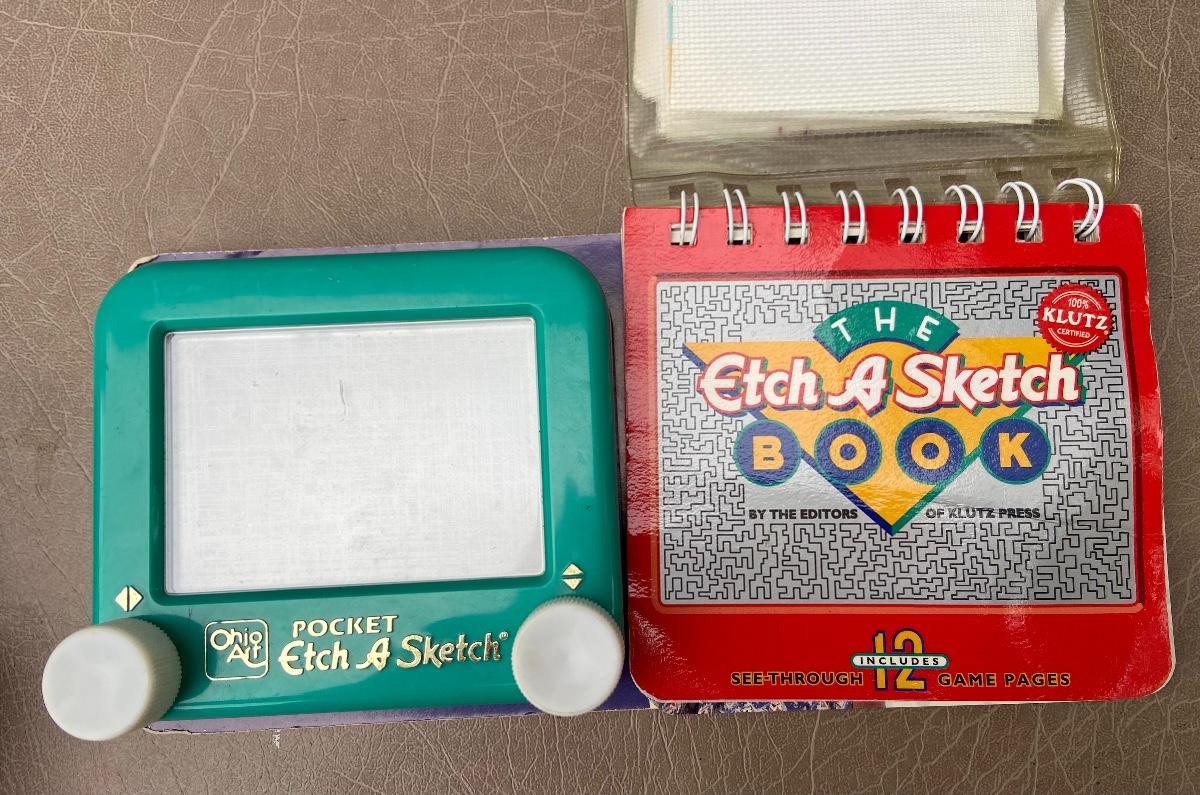 Ohio
Art
POCKET
Etch A Sketch®
THE
Etch A Sketch
BOOK
100%
KLUTZ®
CERTIFIED
BY THE EDITORS OF KLUTZ PRESS
INCLUDES
SEE-THROUGH 12 GAME PAGES